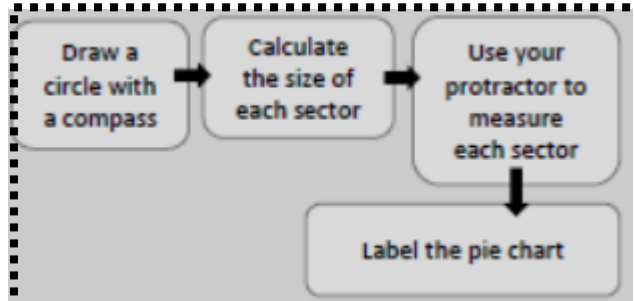 Draw a
circle with
a compass
Calculate
the size of
each sector
Use your
protractor to
measure
each sector
Label the pie chart